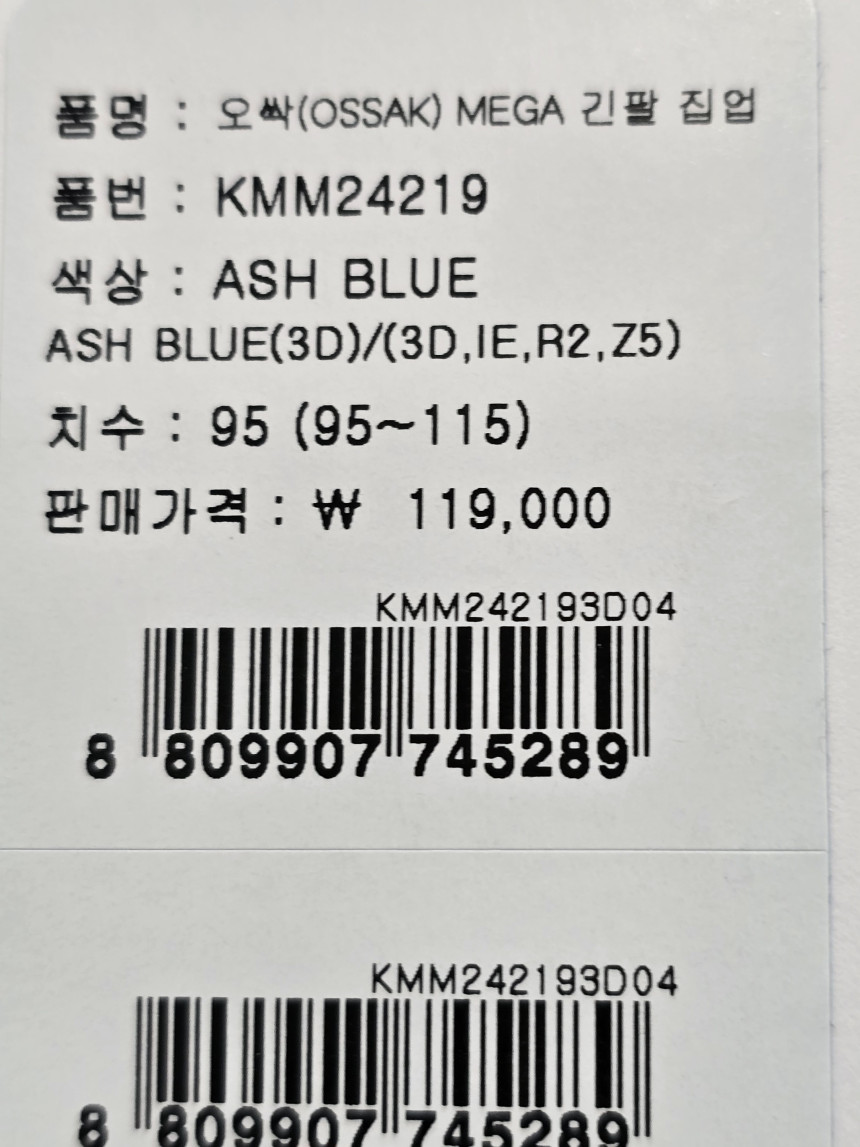 품명 : 오싹(OSSAK) MEGA 긴팔 집업
품번 : KMM24219
색상 : ASH BLUE
ASH BLUE(3D)/(3D,IE,R2,Z5)
치수 : 95 (95~115)
판매가격 : ₩ 119,000
KMM242193D04
8 809907 745289
KMM242193D04
8 809907 745289